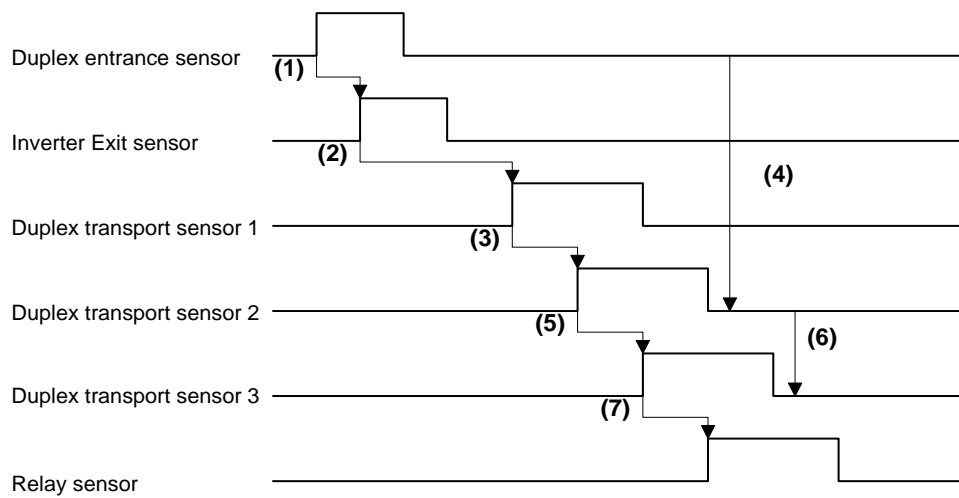 Duplex entrance sensor
(1)
Inverter Exit sensor
(2)
(4)
Duplex transport sensor 1
(3)
Duplex transport sensor 2
(5)
(6)
Duplex transport sensor 3
(7)
Relay sensor